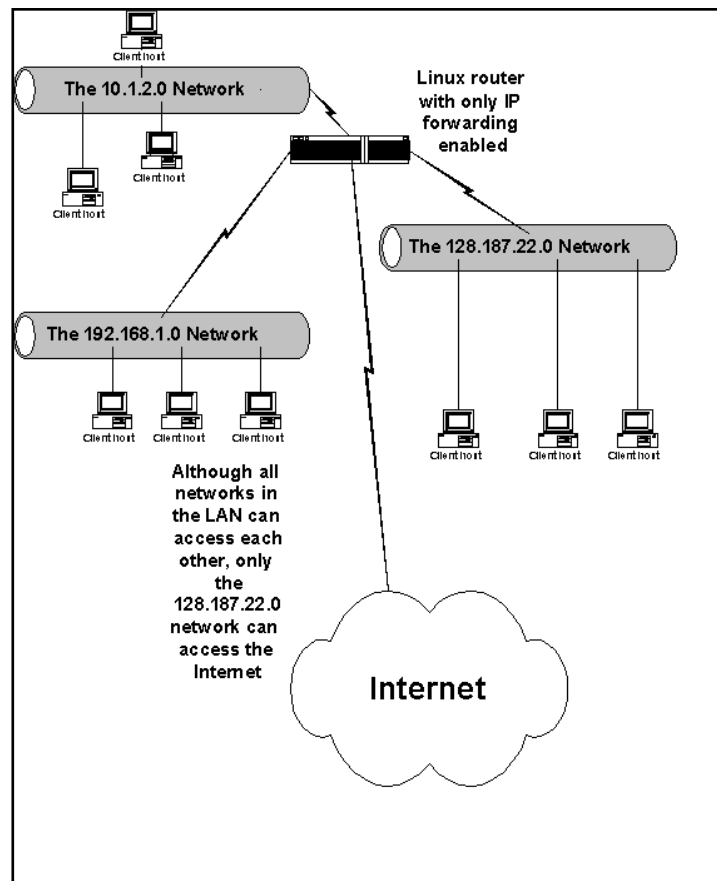 Client host
The 10.1.2.0 Network
Client host
Client host
Linux router
with only IP
forwarding
enabled
The 128.187.22.0 Network
The 192.168.1.0 Network
Client host
Client host
Client host
Client host
Client host
Client host
Although all
networks in
the LAN can
access each
other, only
the
128.187.22.0
network can
access the
Internet
Internet